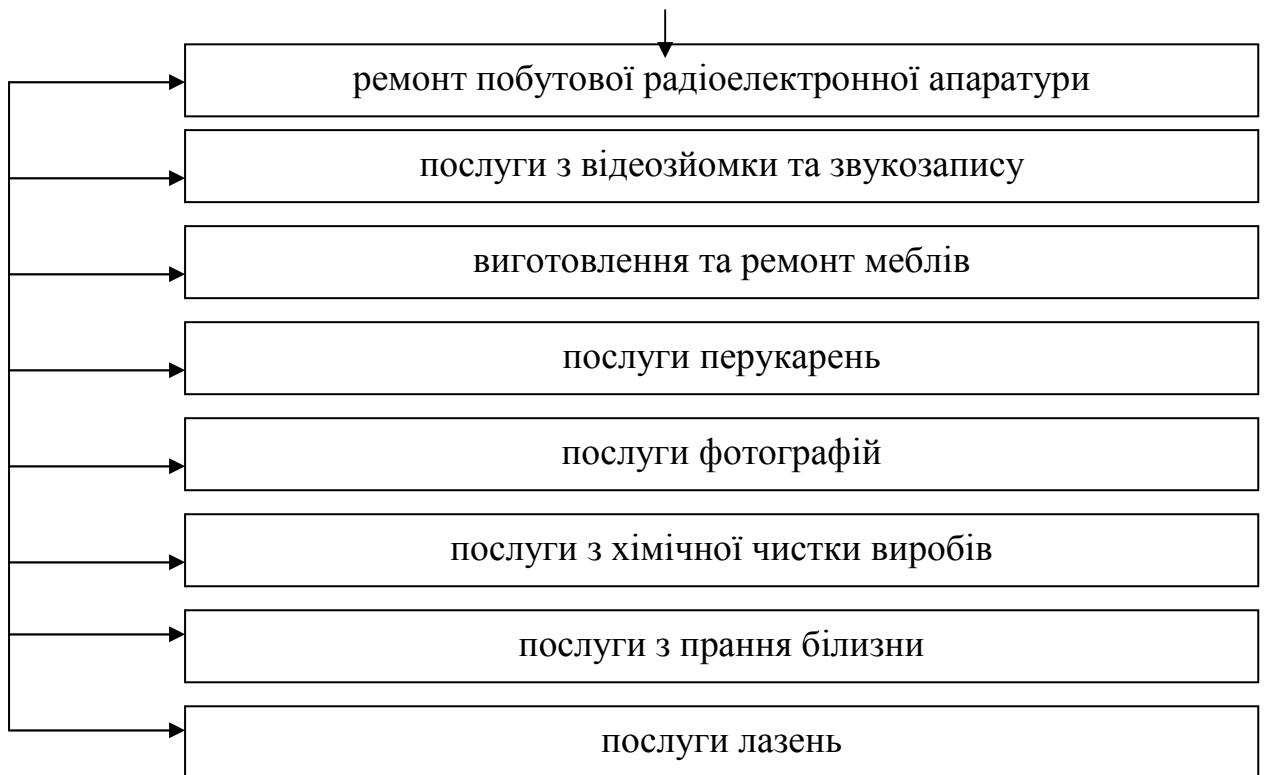 ремонт побутової радіоелектронної апаратури
послуги з відеозйомки та звукозапису
виготовлення та ремонт меблів
послуги перукарень
послуги фотографій
послуги з хімічної чистки виробів
послуги з прання білизни
послуги лазень